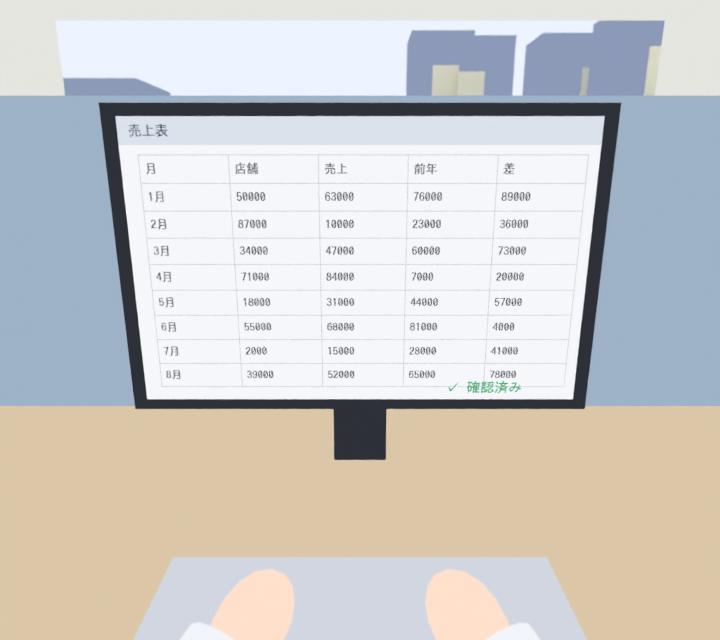 売上表
月 店舗 売上 前年 差
1月 50000 63000 76000 89000
2月 87000 10000 23000 36000
3月 34000 47000 60000 73000
4月 71000 84000 7000 20000
5月 18000 31000 44000 57000
6月 55000 68000 81000 4000
7月 2000 15000 28000 41000
8月 39000 52000 65000 78000
✓ 確認済み